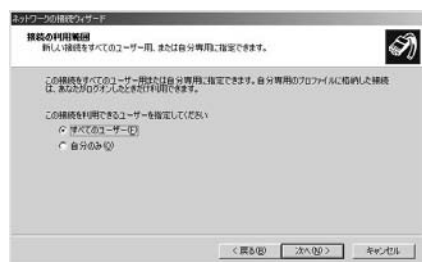 ネットワークの接続ウィザード
接続の利用範囲
新しい接続をすべてのユーザー用、または自分専用に指定できます。
この接続をすべてのユーザー用または自分専用に指定できます。自分専用のプロファイルに格納した接続
は、あなたがログオンしたときだけ利用できます。
この接続を利用できるユーザーを指定してください
すべてのユーザー(F)
自分のみ(O)
< 戻る(B)
次へ(N) >
キャンセル